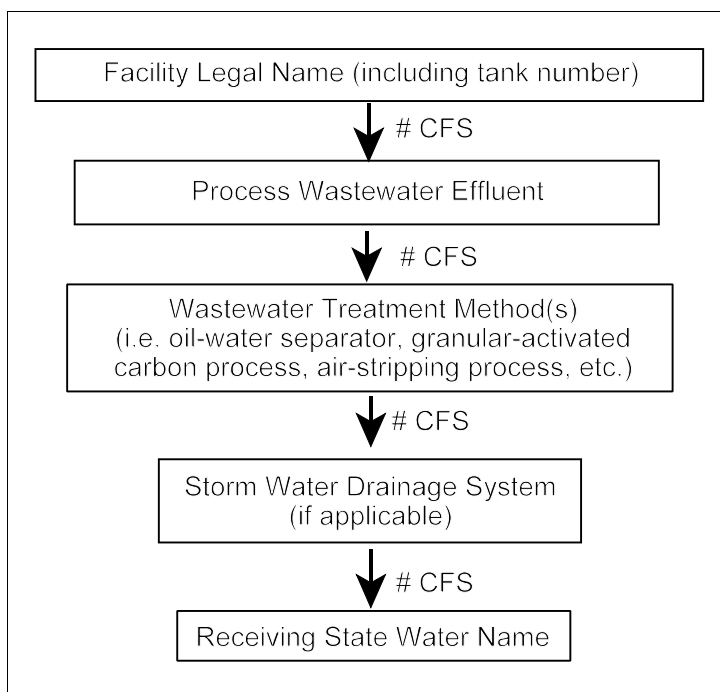 Facility Legal Name (including tank number)
# CFS
Process Wastewater Effluent
# CFS
Wastewater Treatment Method(s)
(i.e. oil-water separator, granular-activated
carbon process, air-stripping process, etc.)
# CFS
Storm Water Drainage System
(if applicable)
# CFS
Receiving State Water Name